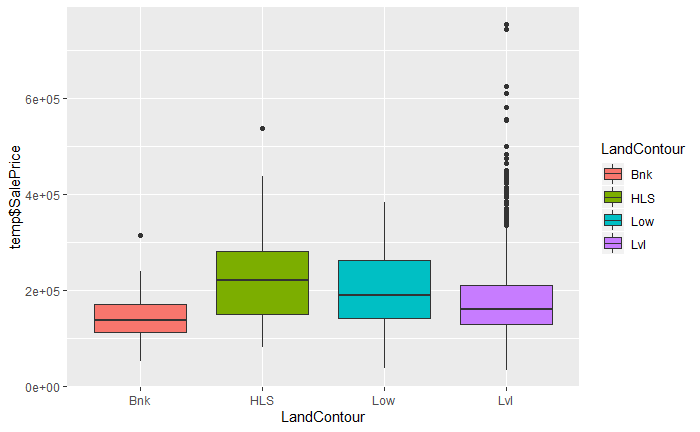 temp$SalePrice
6e+05
4e+05
2e+05
0e+00
Bnk HLS Low Lvl
LandContour
LandContour
Bnk
HLS
Low
Lvl